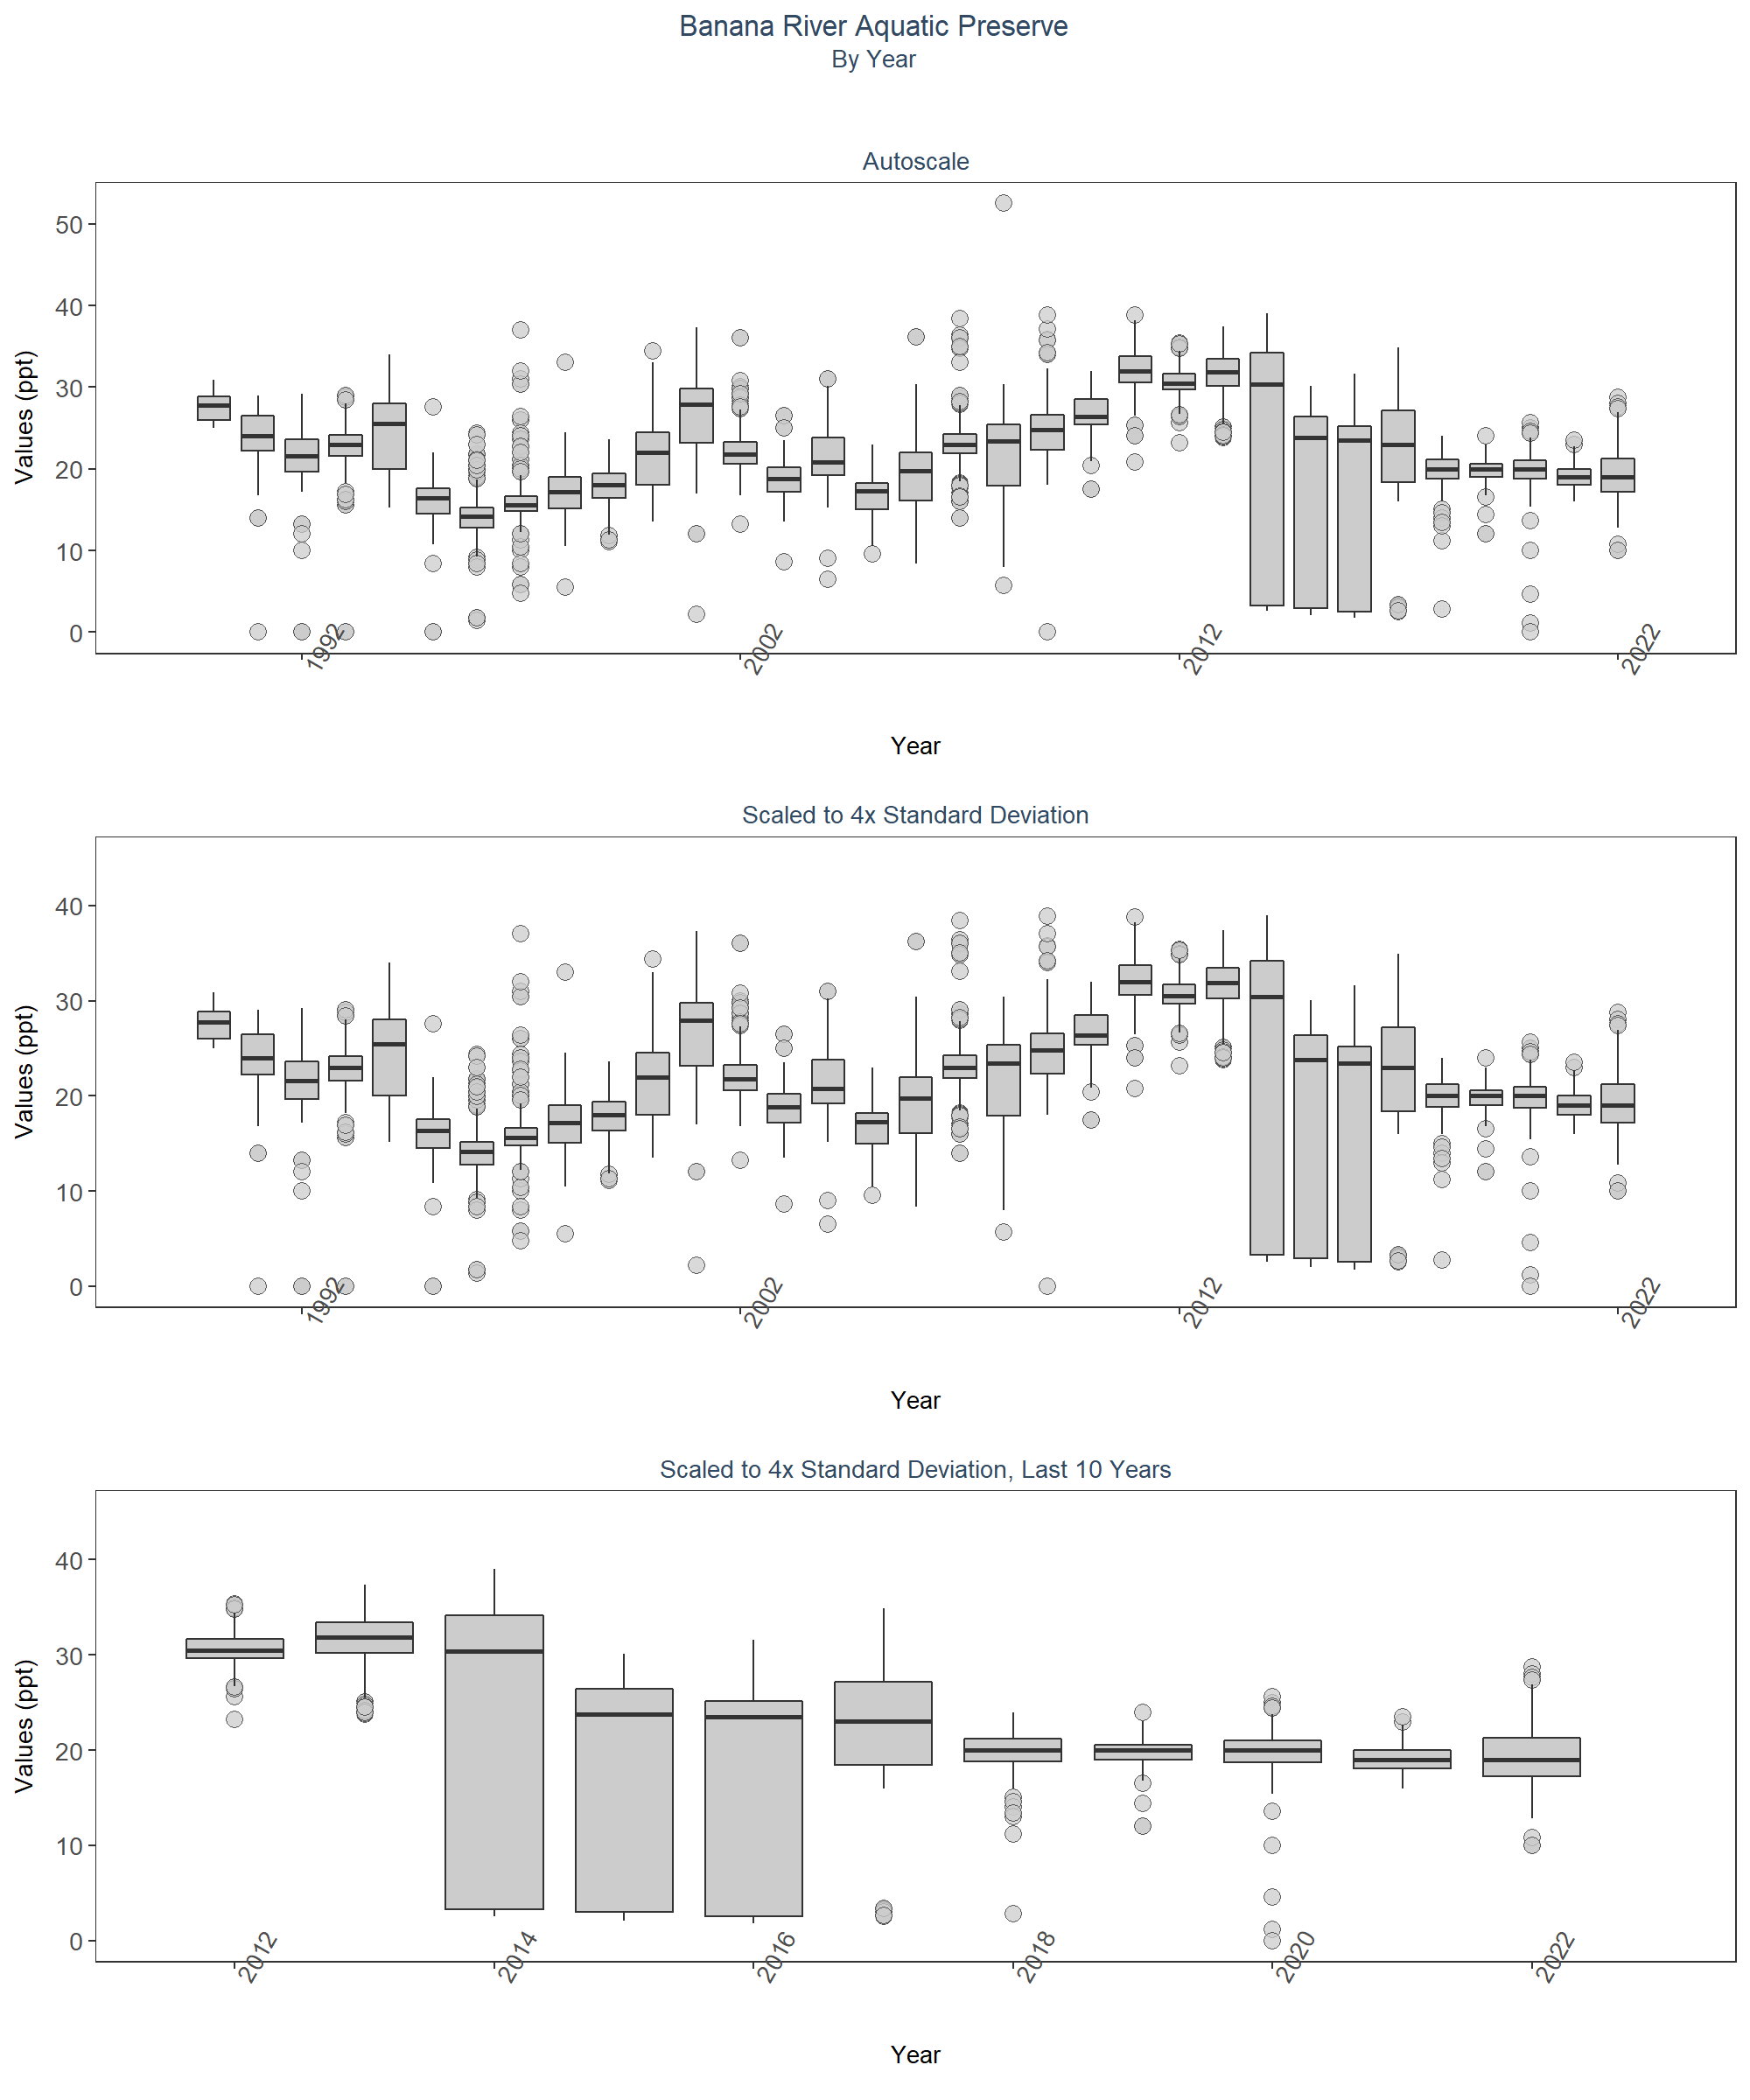 Banana River Aquatic Preserve
By Year
Autoscale
Values (ppt)
50
40
30
20
10
0
1992
2002
2012
2022
Year
Scaled to 4x Standard Deviation
Values (ppt)
40
30
20
10
0
1992
2002
2012
2022
Year
Scaled to 4x Standard Deviation, Last 10 Years
Values (ppt)
40
30
20
10
0
2012
2014
2016
2018
2020
2022
Year